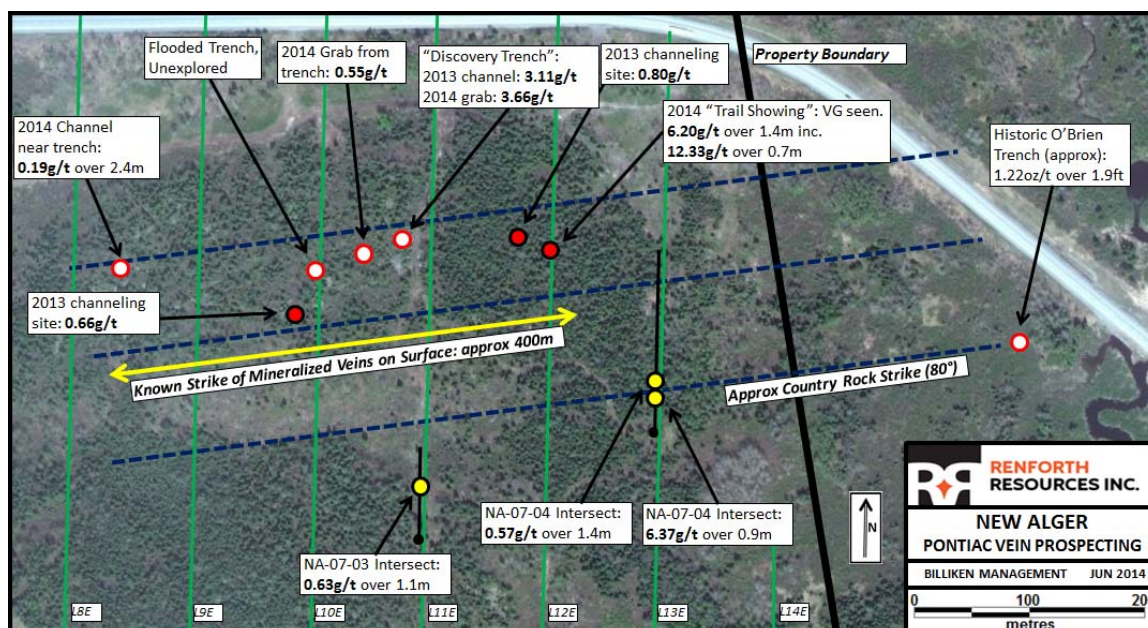 Flooded Trench,
Unexplored
2014 Grab from
trench: 0.55g/t
“Discovery Trench”:
2013 channel: 3.11g/t
2014 grab: 3.66g/t
2013 channeling
site: 0.80g/t
Property Boundary
2014 “Trail Showing”: VG seen.
6.20g/t over 1.4m inc.
12.33g/t over 0.7m
Historic O’Brien
Trench (approx):
1.22oz/t over 1.9ft
2014 Channel
near trench:
0.19g/t over 2.4m
2013 channeling
site: 0.66g/t
Known Strike of Mineralized Veins on Surface: approx 400m
Approx Country Rock Strike (80°)
NA-07-03 Intersect:
0.63g/t over 1.1m
NA-07-04 Intersect:
0.57g/t over 1.4m
NA-07-04 Intersect:
6.37g/t over 0.9m
N
L8E
L9E
L10E
L11E
L12E
L13E
L14E
RENFORTH
RESOURCES INC.
NEW ALGER
PONTIAC VEIN PROSPECTING
BILLIKEN MANAGEMENT JUN 2014
0 100 20
metres